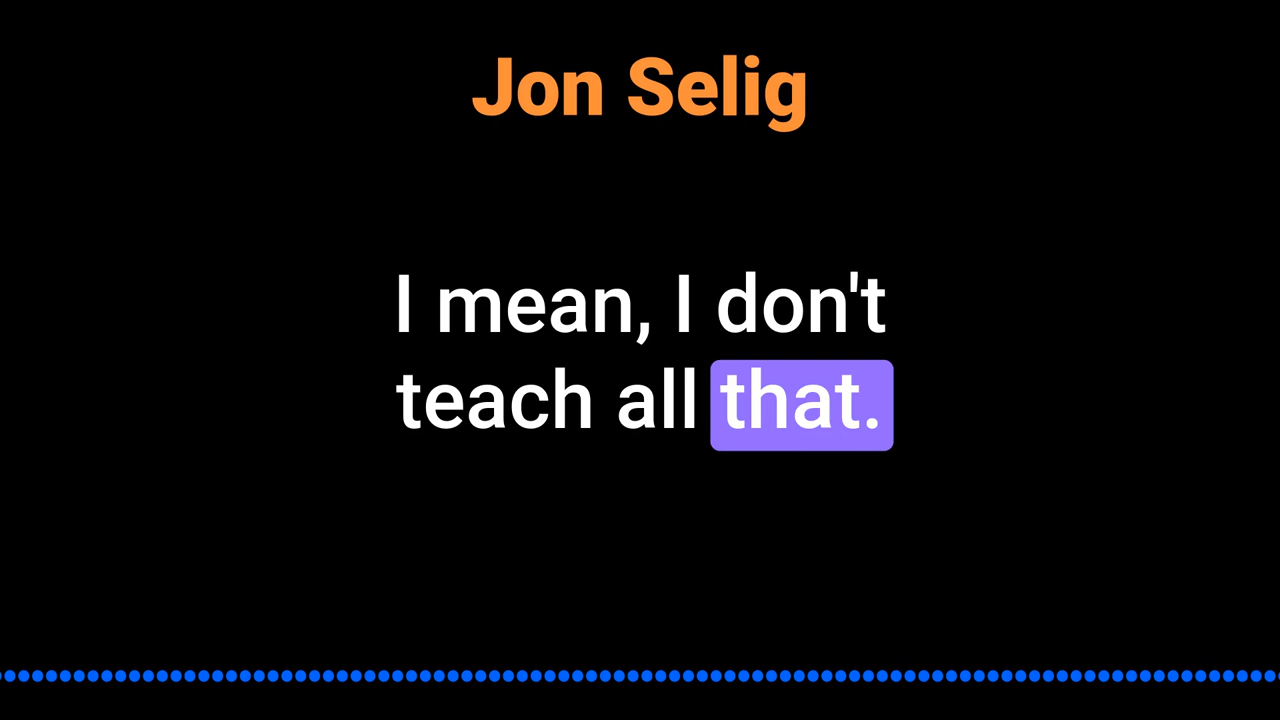 Jon Selig
I mean, I don't
teach all that.